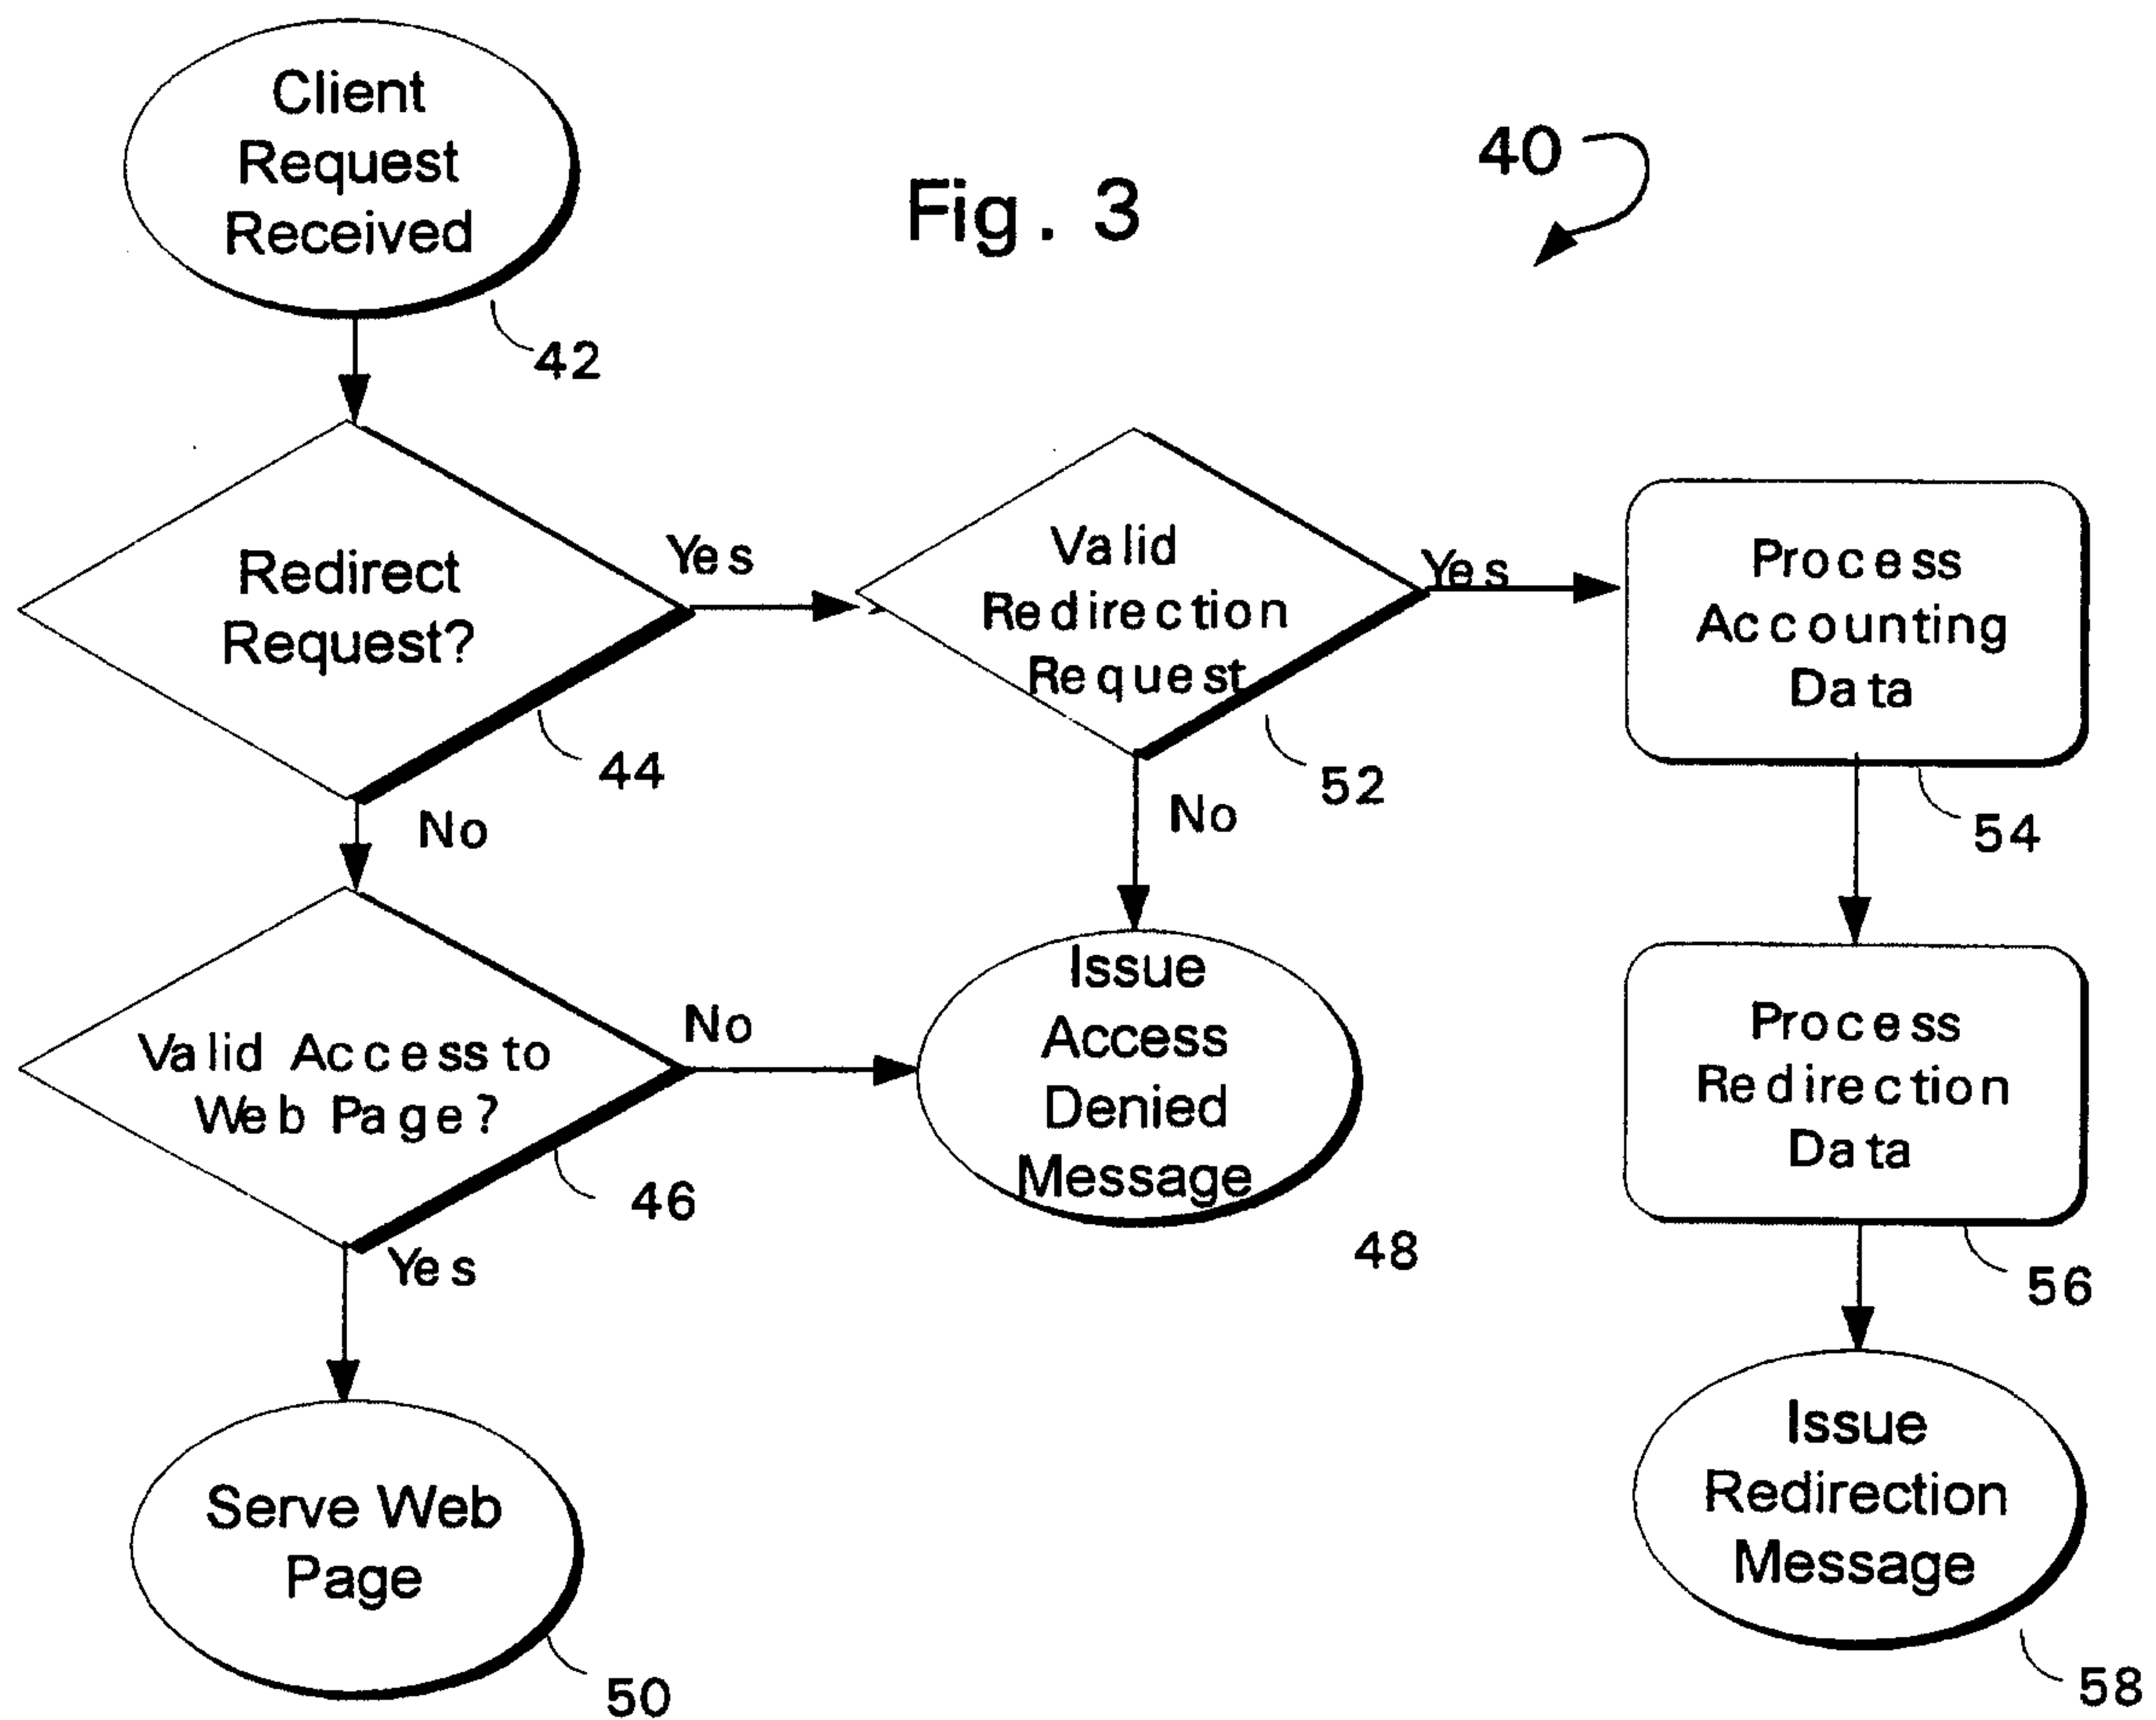 Client
Request
Received
42
Fig. 3
40
Redirect
Request?
44
Yes
No
Valid
Redirection
Request
52
Yes
No
Process
Accounting
Data
54
Valid Access to
Web Page?
46
No
Yes
Issue
Access
Denied
Message
48
Process
Redirection
Data
56
Serve Web
Page
50
Issue
Redirection
Message
58